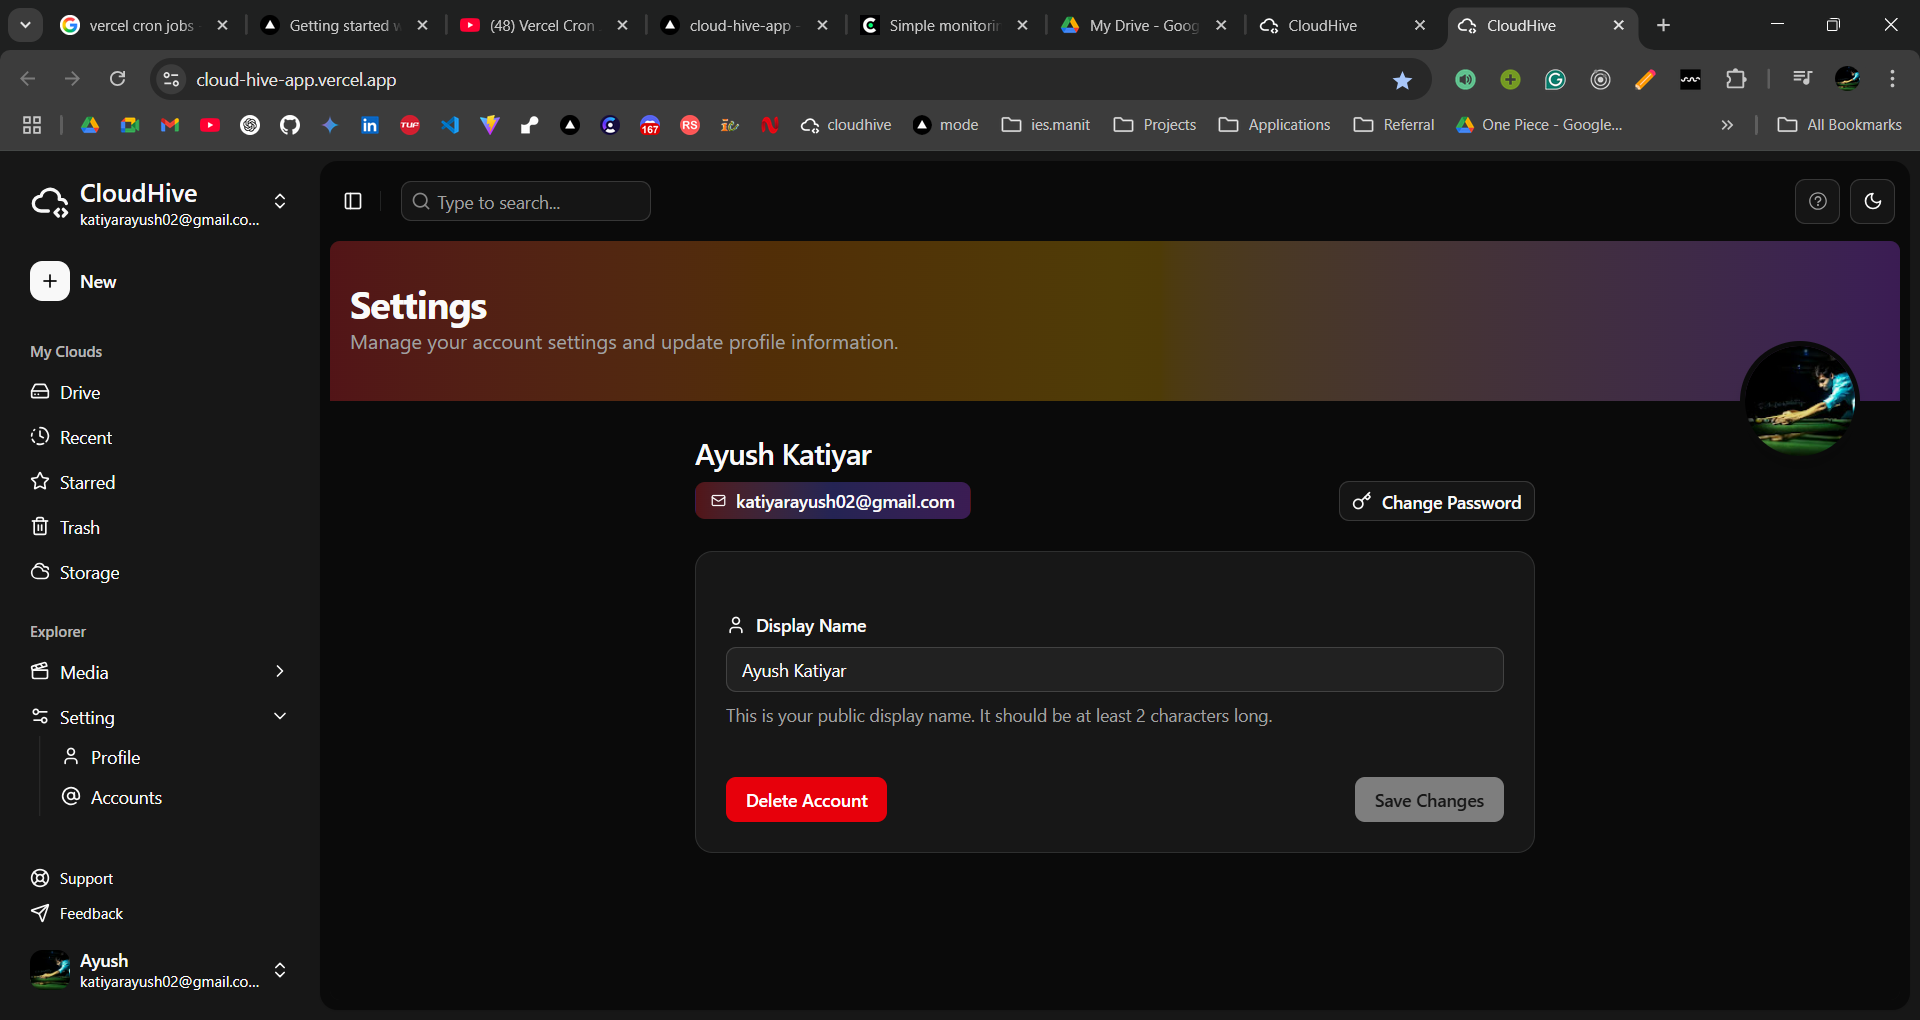 vercel cron jobs
Getting started w
(48) Vercel Cron
cloud-hive-app -
Simple monitorin
My Drive - Goog
CloudHive
CloudHive
cloud-hive-app.vercel.app
TUF
167
RS
cloudhive
mode
ies.manit
Projects
Applications
Referral
One Piece - Google...
All Bookmarks
CloudHive
katiyarayush02@gmail.co...
Type to search...
New
My Clouds
Drive
Recent
Starred
Trash
Storage
Explorer
Media
Setting
Profile
Accounts
Support
Feedback
Ayush
katiyarayush02@gmail.co...
Settings
Manage your account settings and update profile information.
Ayush Katiyar
katiyarayush02@gmail.com
Change Password
Display Name
Ayush Katiyar
This is your public display name. It should be at least 2 characters long.
Delete Account
Save Changes